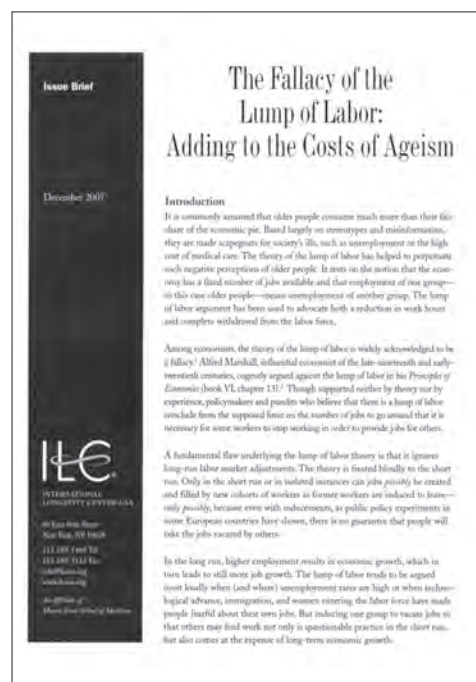 Issue Brief
The Fallacy of the
Lump of Labor:
Adding to the Costs of Ageism
December 2007
Introduction
It is commonly assumed that older people consume much more than their fair
share of the economic pie. Based largely on stereotypes and misinformation,
they are made scapegoats for society's ills, such as unemployment or the high
cost of medical care. The theory of the lump of labor has helped to perpetuate
such negative perceptions of older people. It rests on the notion that the econ-
omy has a fixed number of jobs available and that employment of one group—
in this case older people—means unemployment of another group. The lump
of labor argument has been used to advocate both a reduction in work hours
and complete withdrawal from the labor force.
Among economists, the theory of the lump of labor is widely acknowledged to be
a fallacy.¹ Alfred Marshall, influential economist of the late-nineteenth and early-
twentieth centuries, cogently argued against the lump of labor in his Principles of
Economics (book VI, chapter 13).² Though supported neither by theory nor by
experience, policymakers and pundits who believe that there is a lump of labor
conclude from the supposed limit on the number of jobs to go around that it is
necessary for some workers to stop working in order to provide jobs for others.
A fundamental flaw underlying the lump of labor theory is that it ignores
long-run labor market adjustments. The theory is fixated blindly to the short
run. Only in the short run or in isolated instances can jobs possibly be created
and filled by new cohorts of workers as former workers are induced to leave—
only possibly, because even with inducements, as public policy experiments in
some European countries have shown, there is no guarantee that people will
take the jobs vacated by others.
In the long run, higher employment results in economic growth, which in
turn leads to still more job growth. The lump of labor tends to be argued
most loudly when (and where) unemployment rates are high or when techno-
logical advance, immigration, and women entering the labor force have made
people fearful about their own jobs. But inducing one group to vacate jobs so
that others may find work not only is questionable practice in the short run,
but also comes at the expense of long-term economic growth.
ILC
INTERNATIONAL
LONGEVITY CENTER-USA
New York, NY
An Affiliate of
Mount Sinai School of Medicine